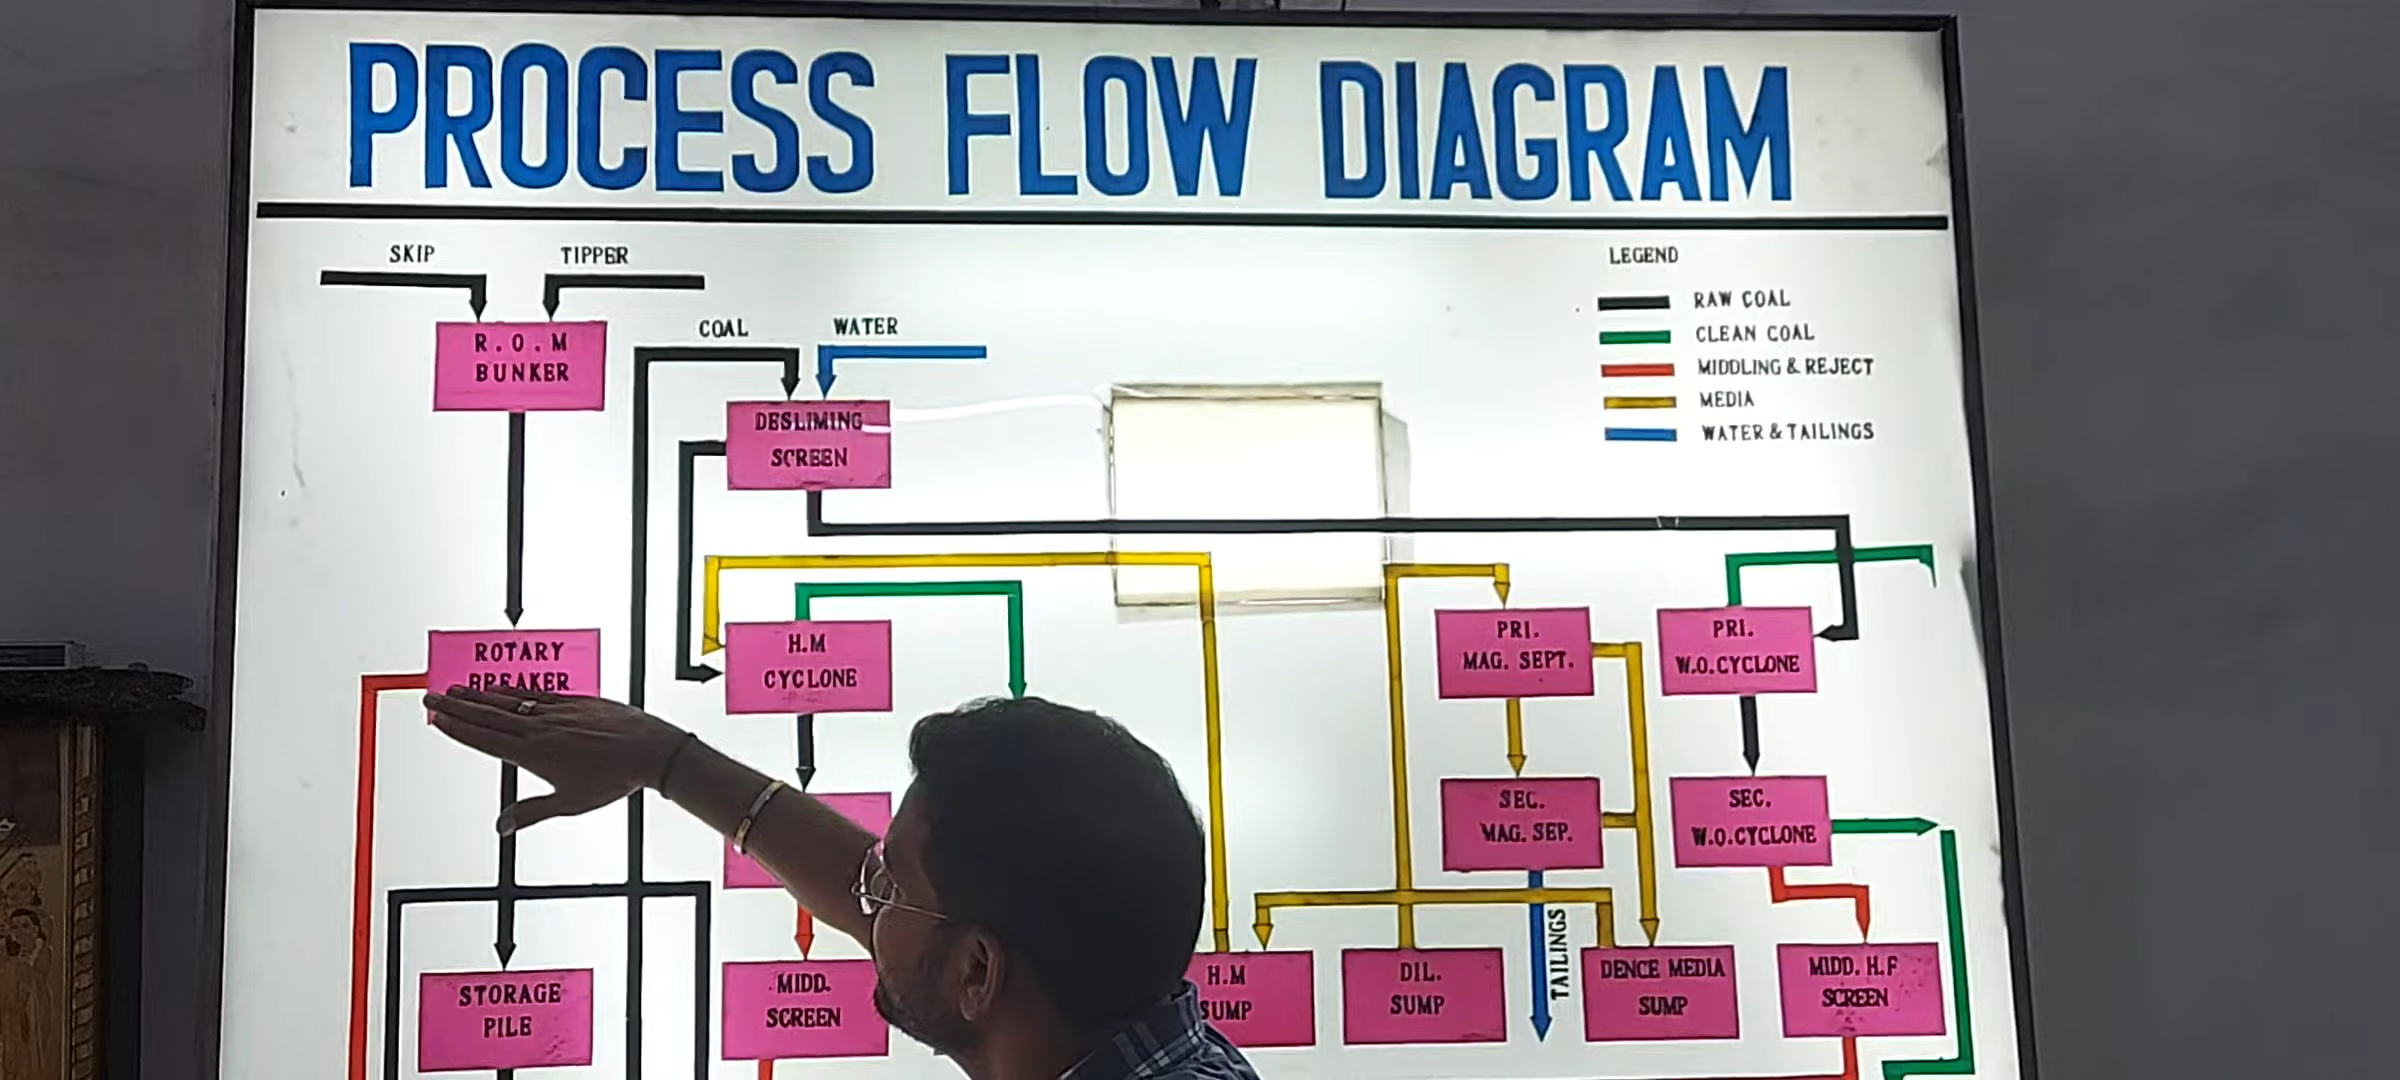 PROCESS FLOW DIAGRAM
SKIP
TIPPER
LEGEND
RAW COAL
CLEAN COAL
MIDDLING & REJECT
MEDIA
WATER & TAILINGS
R.O.M
BUNKER
COAL
WATER
DESLIMING
SCREEN
ROTARY
BREAKER
H.M
CYCLONE
PRI.
MAG. SEPT.
PRI.
W.O.CYCLONE
SEC.
MAG. SEP.
SEC.
W.O.CYCLONE
STORAGE
PILE
MIDD.
SCREEN
H.M
SUMP
DIL.
SUMP
TAILINGS
DENCE MEDIA
SUMP
MIDD. H.F
SCREEN